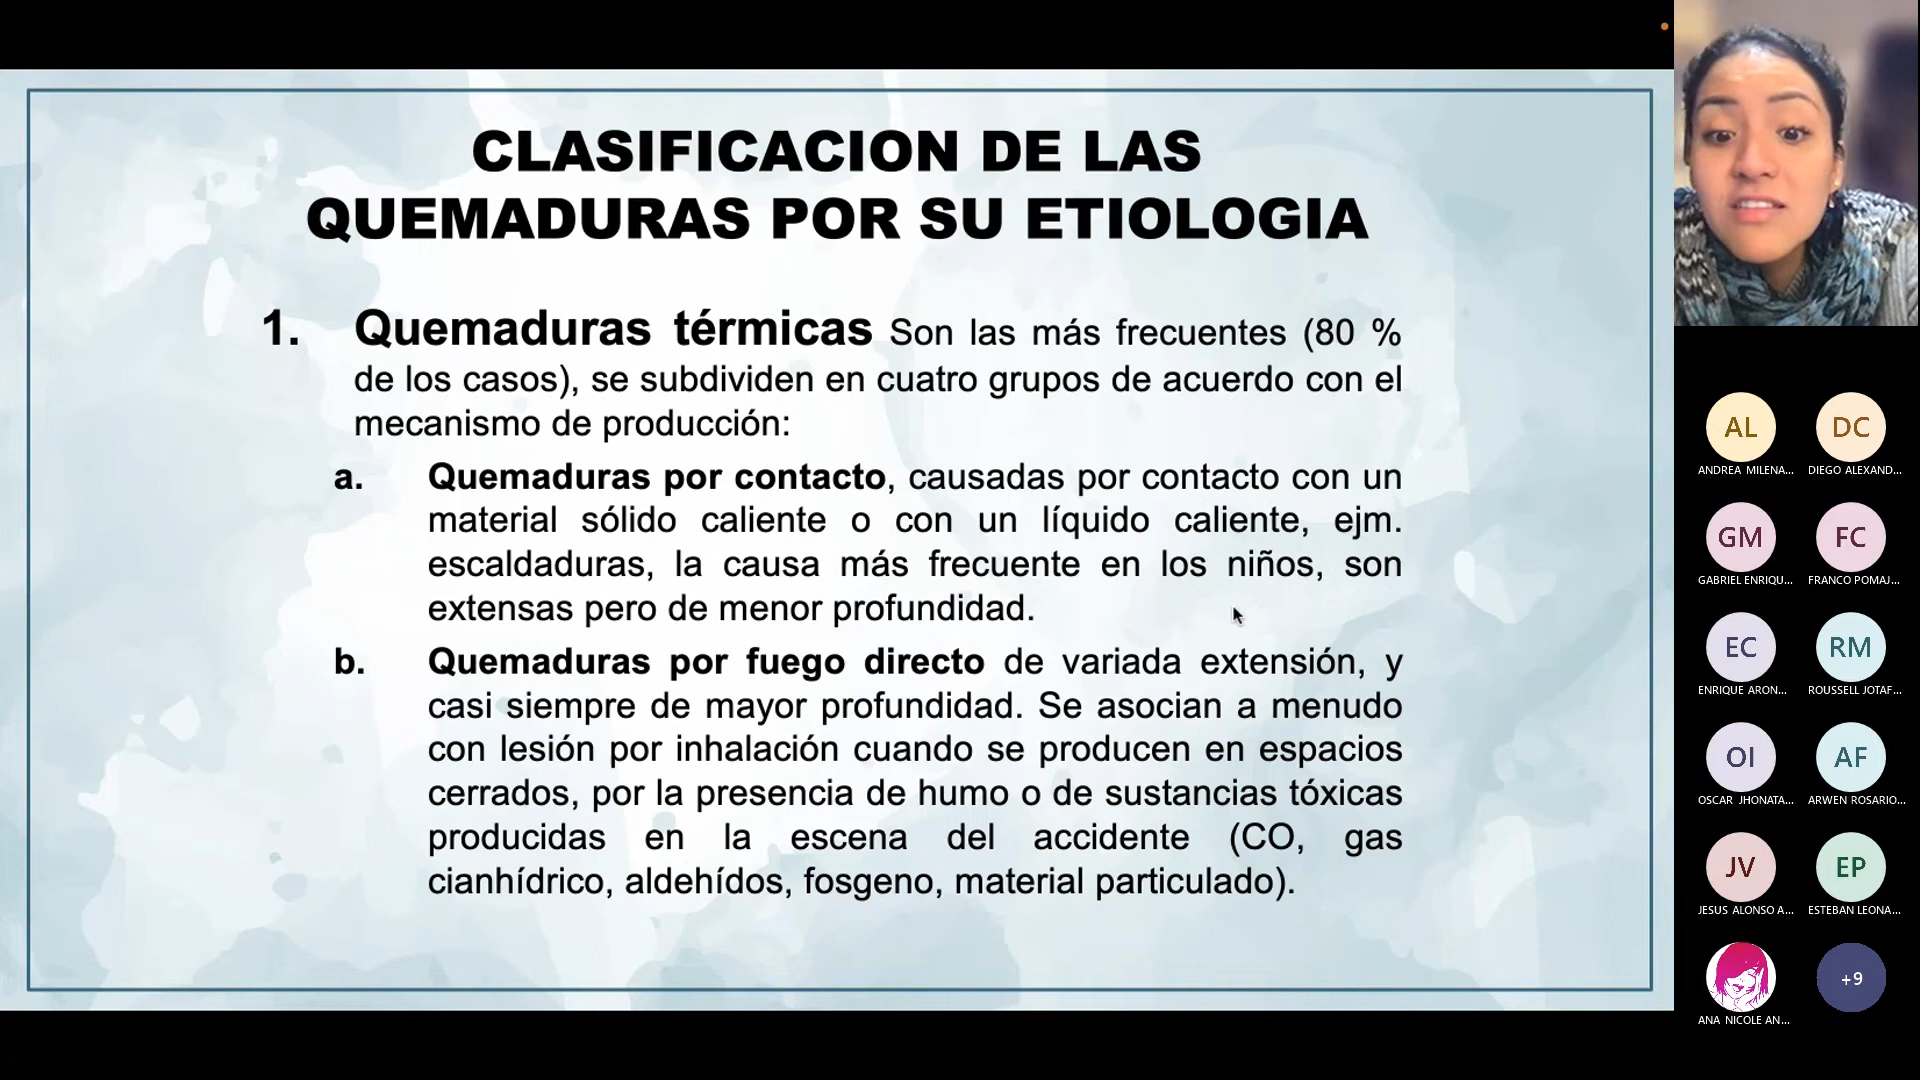 CLASIFICACION DE LAS
QUEMADURAS POR SU ETIOLOGIA
1. Quemaduras térmicas Son las más frecuentes (80 %
de los casos), se subdividen en cuatro grupos de acuerdo con el
mecanismo de producción:
a. Quemaduras por contacto, causadas por contacto con un
material sólido caliente o con un líquido caliente, ejm.
escaldaduras, la causa más frecuente en los niños, son
extensas pero de menor profundidad.
b. Quemaduras por fuego directo de variada extensión, y
casi siempre de mayor profundidad. Se asocian a menudo
con lesión por inhalación cuando se producen en espacios
cerrados, por la presencia de humo o de sustancias tóxicas
producidas en la escena del accidente (CO, gas
cianhídrico, aldehídos, fosgeno, material particulado).
AL DC
ANDREA MILENA... DIEGO ALEXAND...
GM FC
GABRIEL ENRIQU... FRANCO POMAJ...
EC RM
ENRIQUE ARON... ROUSSELL JOTAF...
OI AF
OSCAR JHONATA... ARWEN ROSARIO...
JV EP
JESUS ALONSO A... ESTEBAN LEONA...
+9
ANA NICOLE AN...